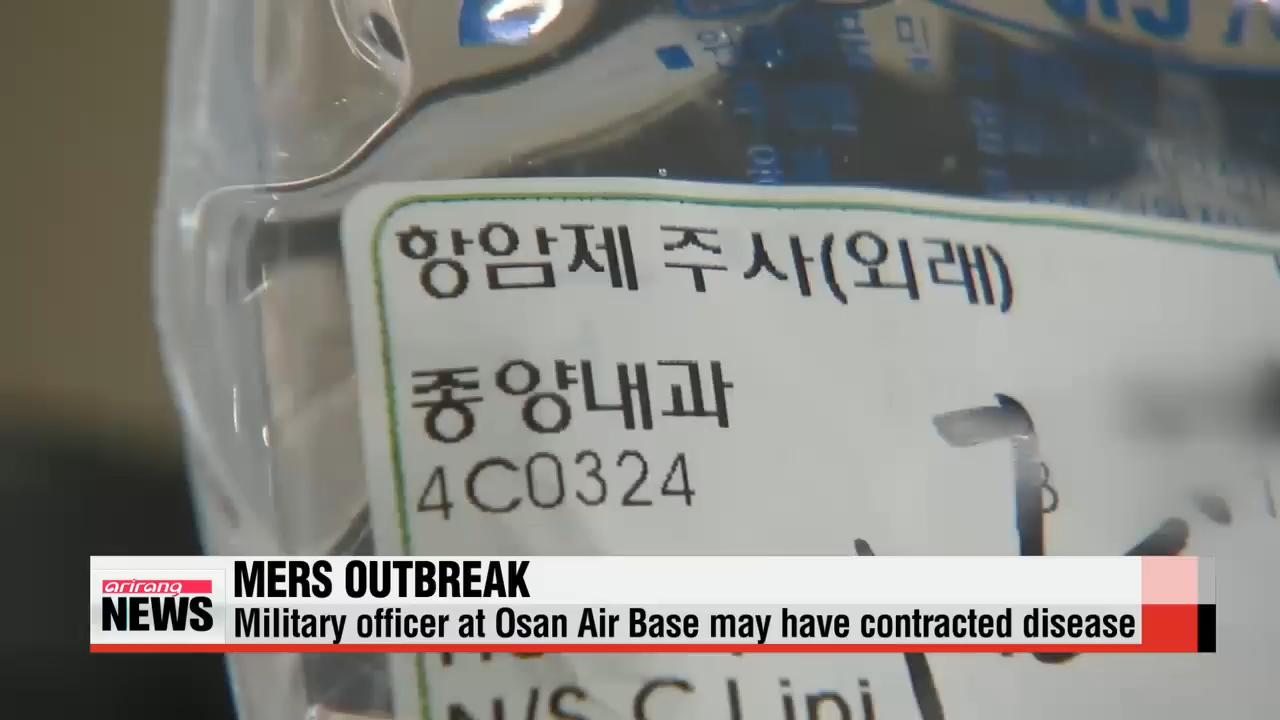 항암제 주사(외래)
종양내과
4C0324
arirang
NEWS
MERS OUTBREAK
Military officer at Osan Air Base may have contracted disease
N/S